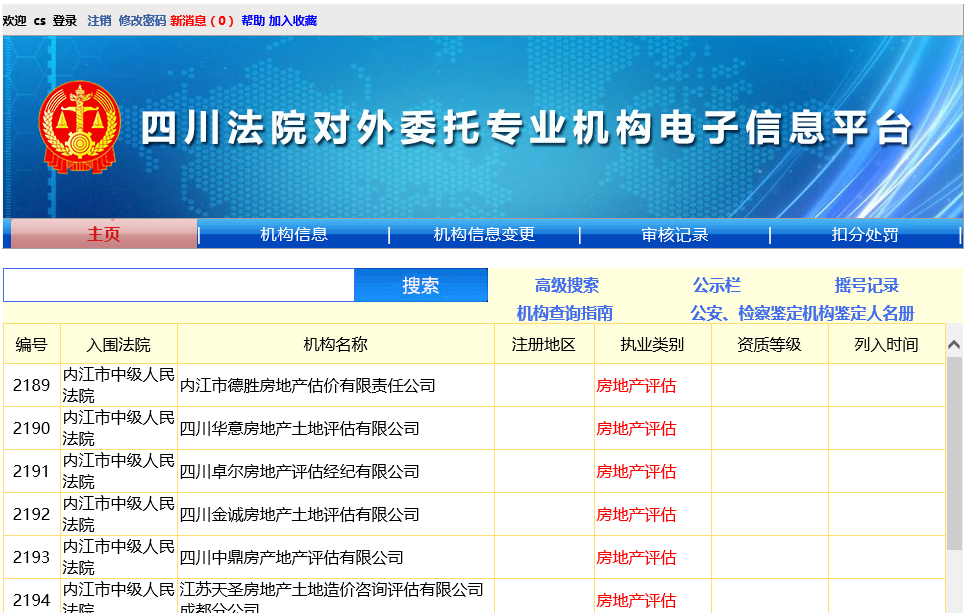 欢迎 cs 登录 注销 修改密码 新消息 ( 0 ) 帮助 加入收藏
四川法院对外委托专业机构电子信息平台
主页 | 机构信息 | 机构信息变更 | 审核记录 | 扣分处罚 |
搜索 高级搜索 公示栏 摇号记录
机构查询指南 公安、检察鉴定机构鉴定人名册
编号 入围法院 机构名称 注册地区 执业类别 资质等级 列入时间
2189 内江市中级人民
法院 内江市德胜房地产估价有限责任公司 房地产评估
2190 内江市中级人民
法院 四川华意房地产土地评估有限公司 房地产评估
2191 内江市中级人民
法院 四川卓尔房地产评估经纪有限公司 房地产评估
2192 内江市中级人民
法院 四川金诚房地产土地评估有限公司 房地产评估
2193 内江市中级人民
法院 四川中鼎房产地产评估有限公司 房地产评估
2194 内江市中级人民
法院 江苏天圣房地产土地造价咨询评估有限公司
成都分公司 房地产评估